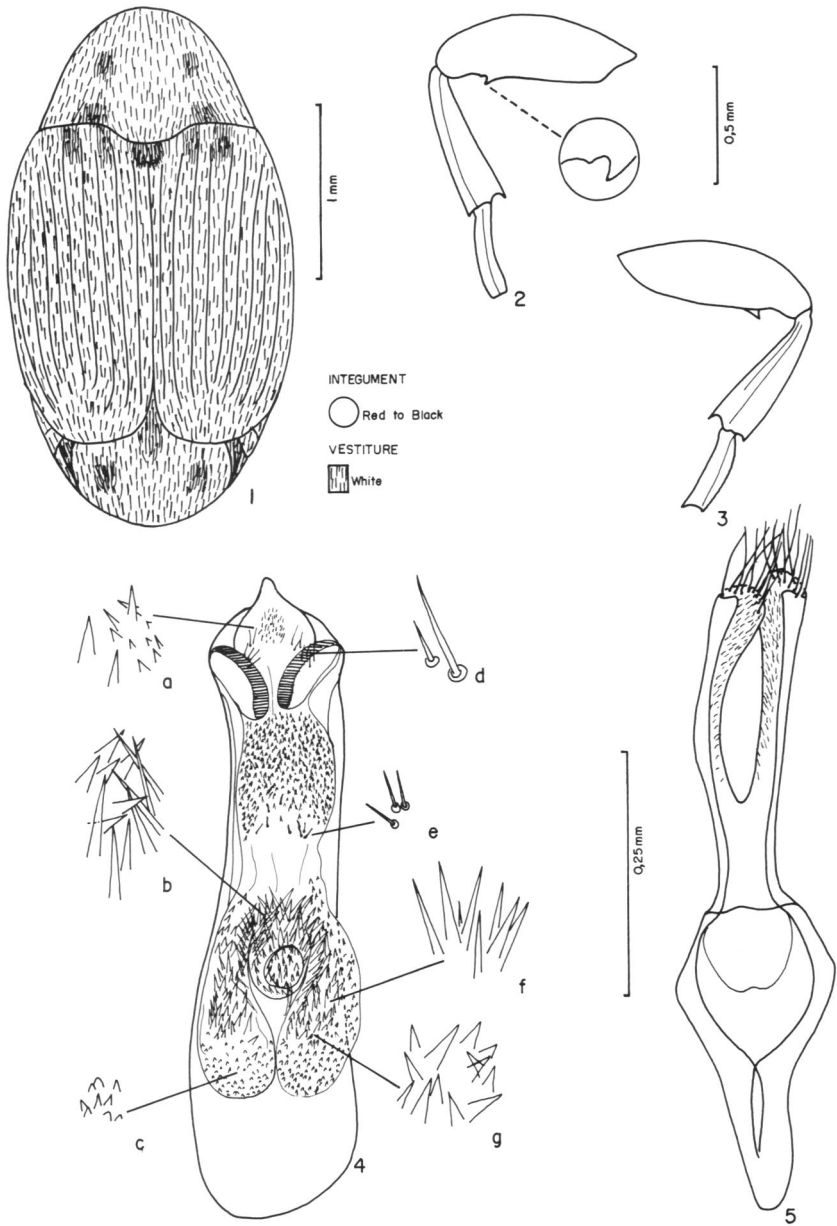 1 mm
0,5 mm
2
INTEGUMENT
Red to Black
VESTITURE
White
1
3
a
d
b
e
0,25 mm
f
c
g
4
5